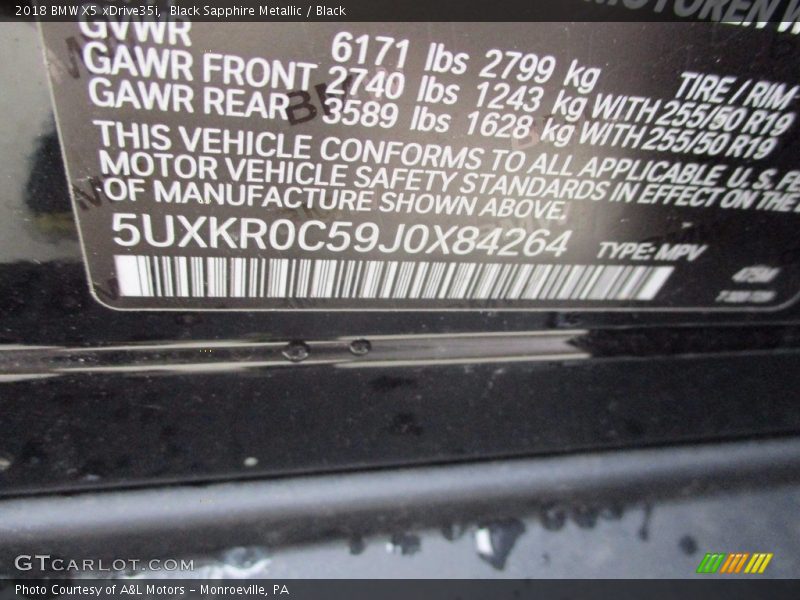 2018 BMW X5 xDrive35i, Black Sapphire Metallic / Black
MOTOREN W
GVWR 6171 lbs 2799 kg TIRE / RIM
GAWR FRONT 2740 lbs 1243 kg WITH 255/50 R19
GAWR REAR 3589 lbs 1628 kg WITH 255/50 R19
THIS VEHICLE CONFORMS TO ALL APPLICABLE U.S. FE
MOTOR VEHICLE SAFETY STANDARDS IN EFFECT ON THE
OF MANUFACTURE SHOWN ABOVE.
5UXKR0C59J0X84264 TYPE: MPV
GTCARLOT.COM
Photo Courtesy of A&L Motors – Monroeville, PA